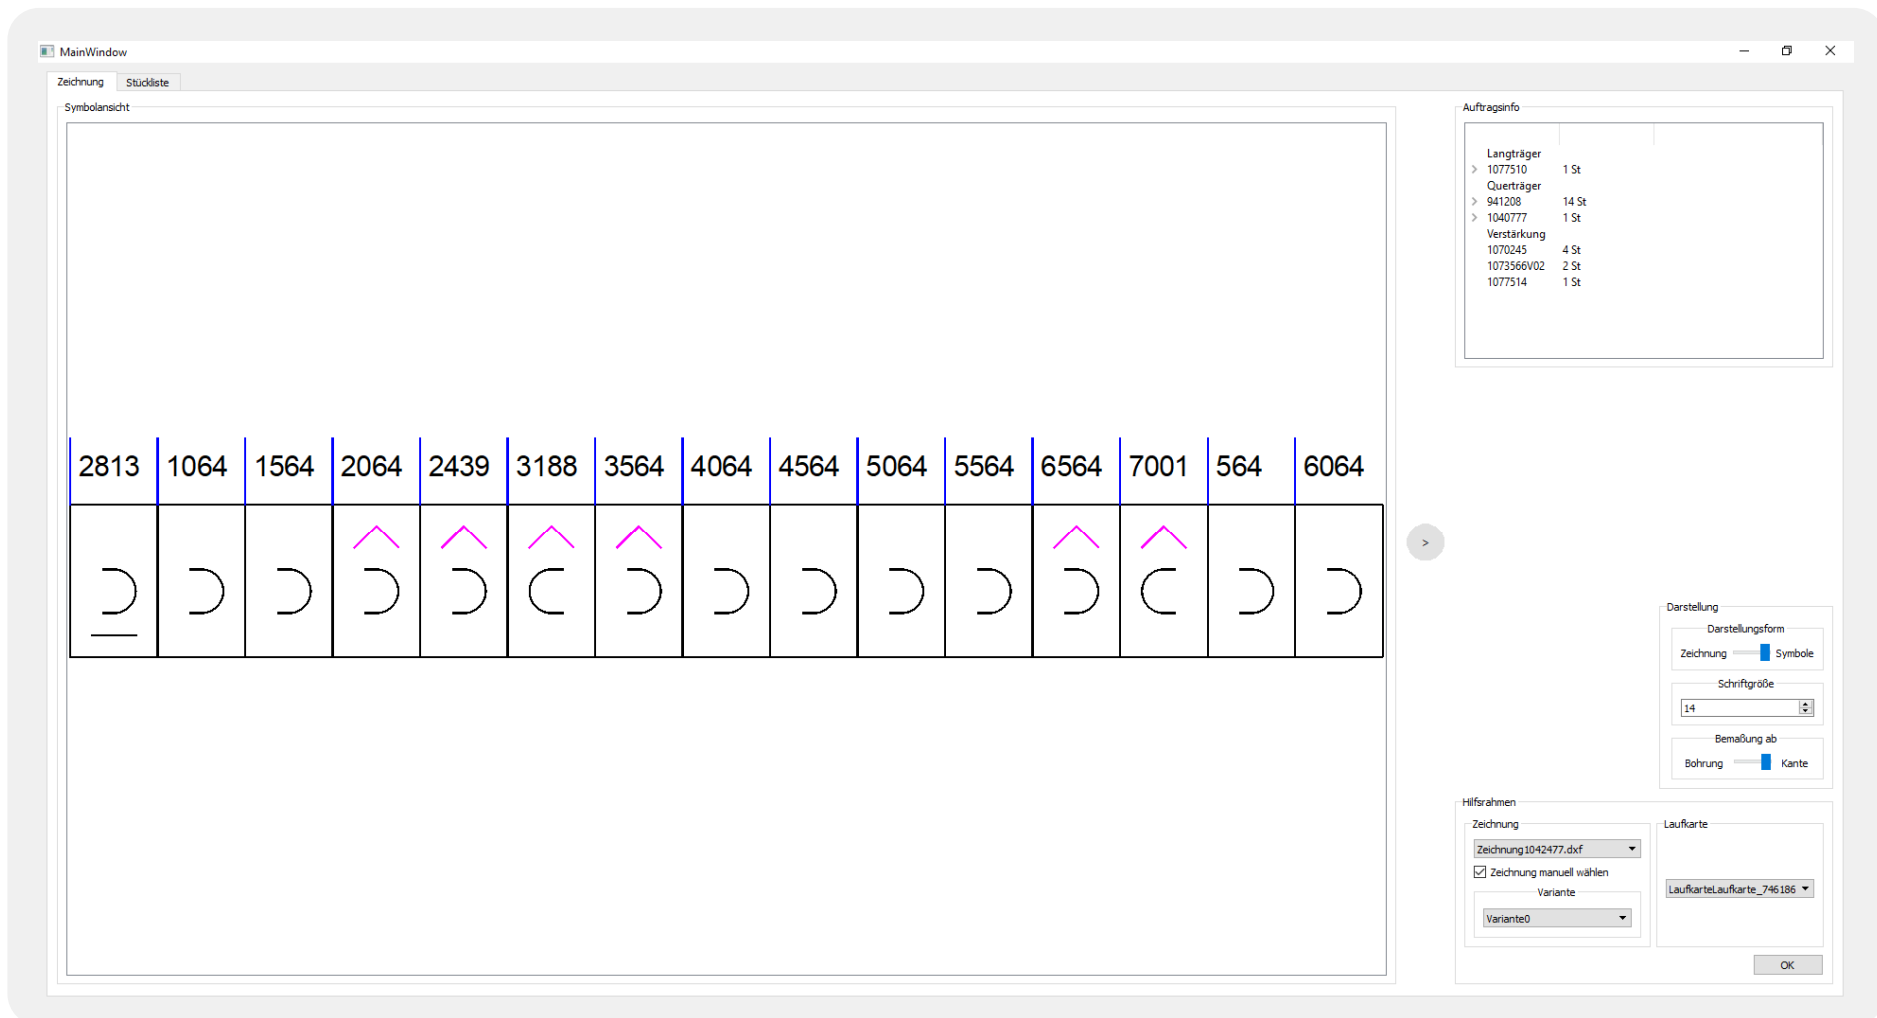 MainWindow
Zeichnung Stückliste
Symbolansicht
2813 1064 1564 2064 2439 3188 3564 4064 4564 5064 5564 6564 7001 564 6064
>
Auftragsinfo
Langträger
> 1077510 1 St
Querträger
> 941208 14 St
> 1040777 1 St
Verstärkung
1070245 4 St
1073566V02 2 St
1077514 1 St
Darstellung
Darstellungsform
Zeichnung Symbole
Schriftgröße
14
Bemaßung ab
Bohrung Kante
Hilfsrahmen
Zeichnung
Zeichnung1042477.dxf
Zeichnung manuell wählen
Variante
Variante0
Laufkarte
LaufkarteLaufkarte_746186
OK